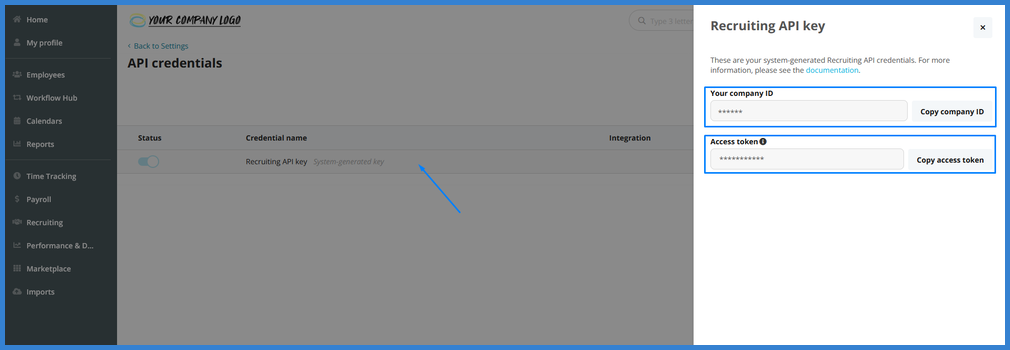 Home
My profile
Employees
Workflow Hub
Calendars
Reports
Time Tracking
Payroll
Recruiting
Performance & D...
Marketplace
Imports
YOUR COMPANY LOGO
Type 3 letter
‹ Back to Settings
API credentials
Status Credential name Integration
Recruiting API key System-generated key
Recruiting API key
These are your system-generated Recruiting API credentials. For more
information, please see the documentation.
Your company ID
****** Copy company ID
Access token
*********** Copy access token